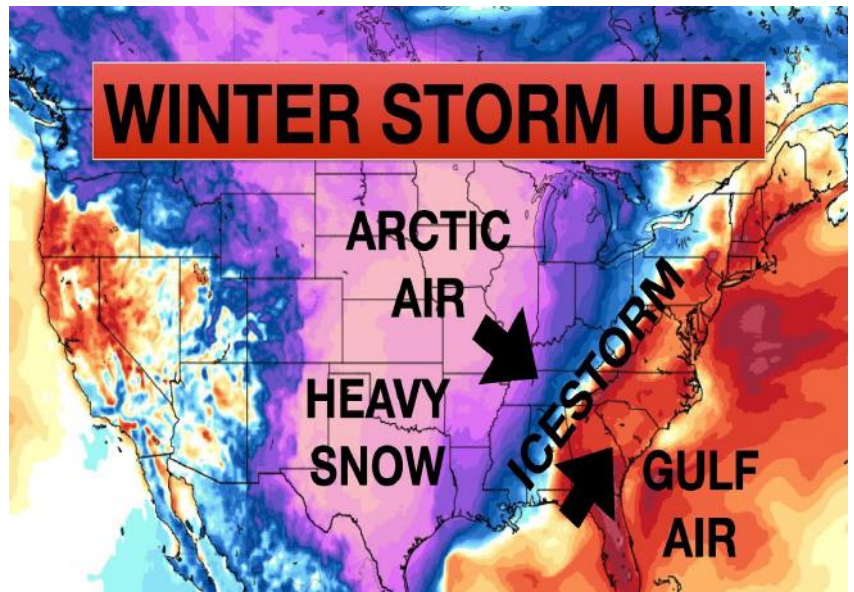 WINTER STORM URI
ARCTIC
AIR
ICESTORM
HEAVY
SNOW
GULF
AIR